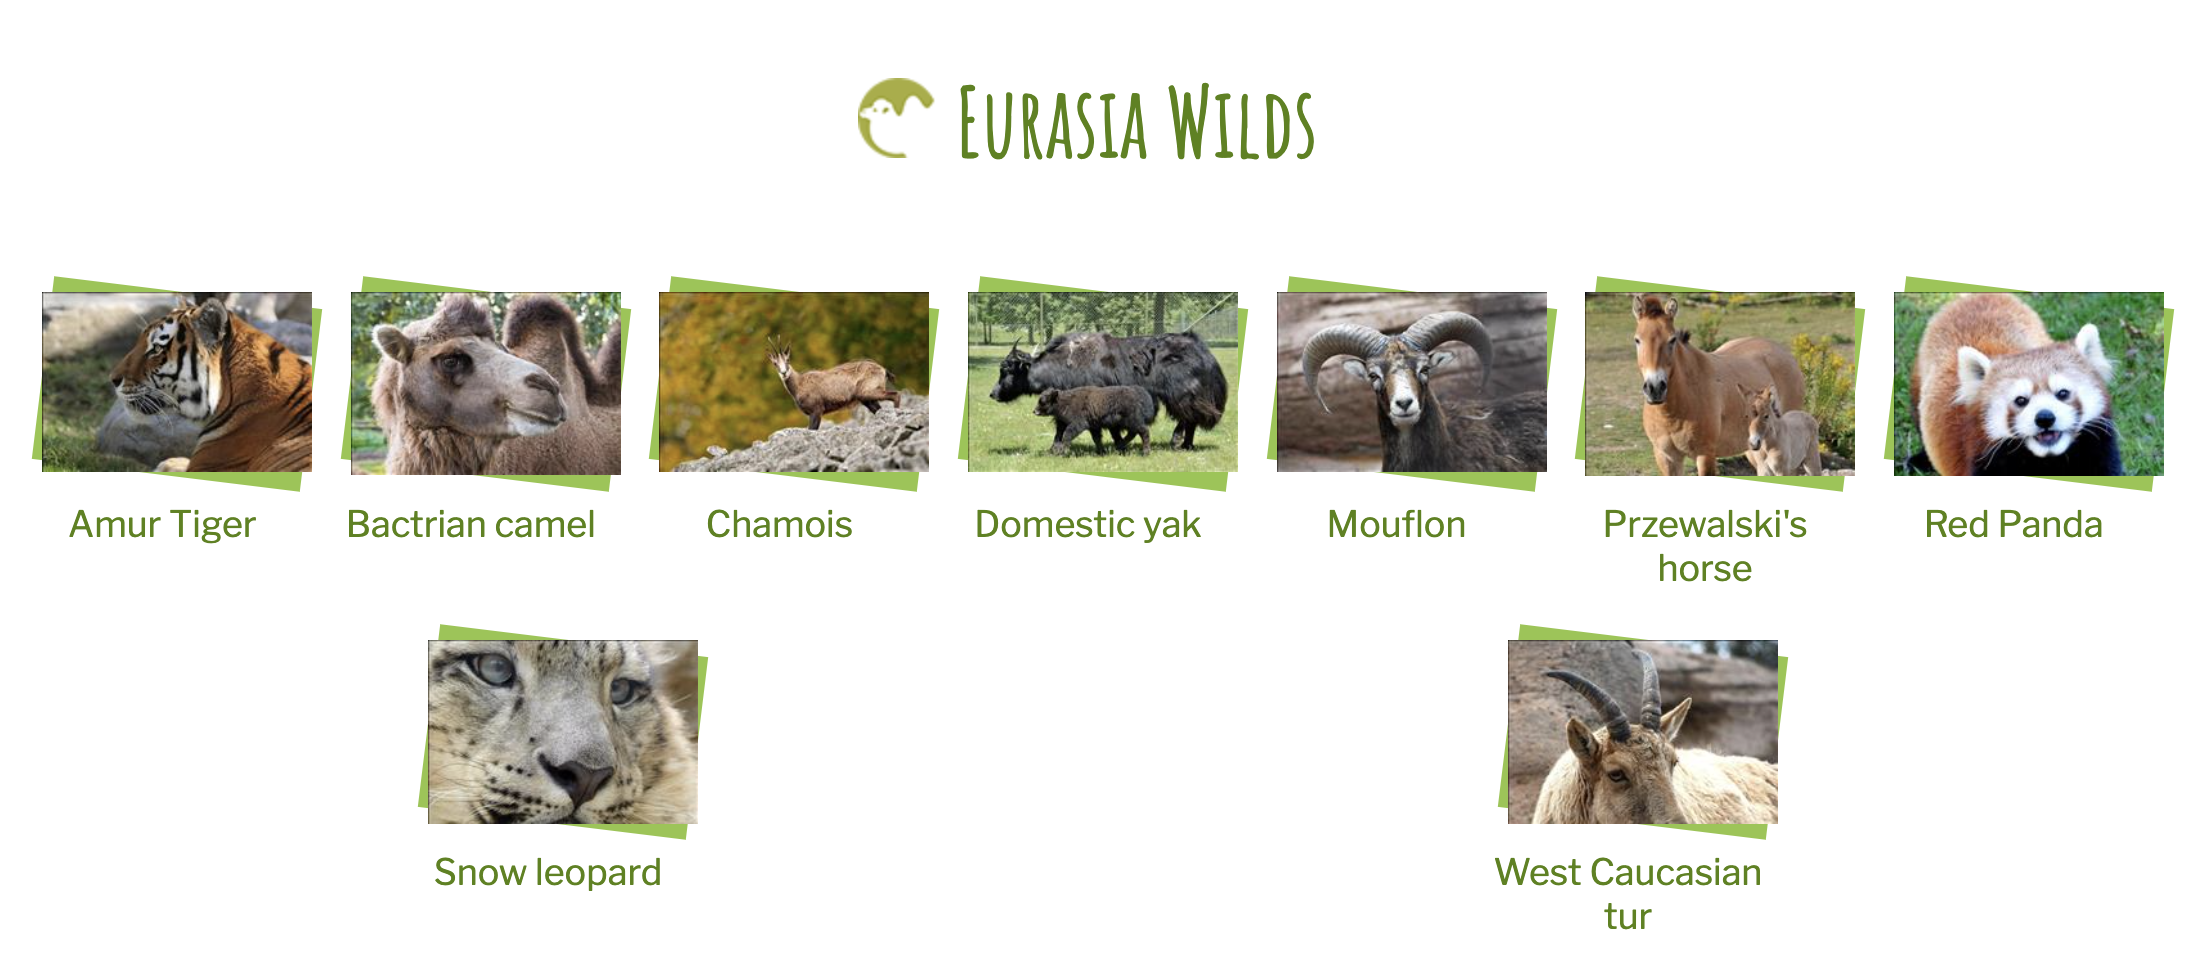 Eurasia Wilds
Amur Tiger
Bactrian camel
Chamois
Domestic yak
Mouflon
Przewalski's
horse
Red Panda
Snow leopard
West Caucasian
tur